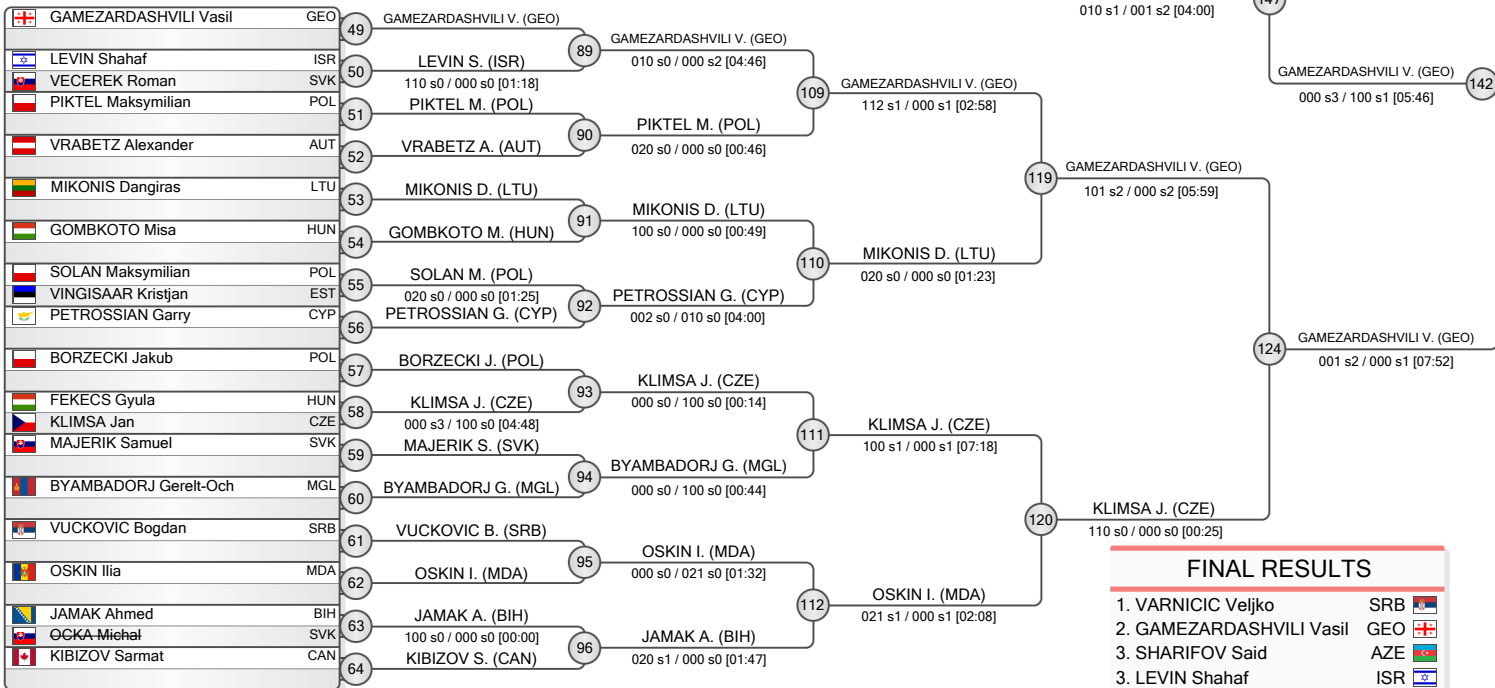 GAMEZARDASHVILI Vasil GEO
LEVIN Shahaf ISR
VECEREK Roman SVK
PIKTEL Maksymilian POL
VRABETZ Alexander AUT
MIKONIS Dangiras LTU
GOMBKOTO Misa HUN
SOLAN Maksymilian POL
VINGISAAR Kristjan EST
PETROSSIAN Garry CYP
BORZECKI Jakub POL
FEKECS Gyula HUN
KLIMSA Jan CZE
MAJERIK Samuel SVK
BYAMBADORJ Gerelt-Och MGL
VUCKOVIC Bogdan SRB
OSKIN Ilia MDA
JAMAK Ahmed BIH
OCKA Michal SVK
KIBIZOV Sarmat CAN
49
50
51
52
53
54
55
56
57
58
59
60
61
62
63
64
GAMEZARDASHVILI V. (GEO)
LEVIN S. (ISR)
110 s0 / 000 s0 [01:18]
PIKTEL M. (POL)
VRABETZ A. (AUT)
MIKONIS D. (LTU)
GOMBKOTO M. (HUN)
SOLAN M. (POL)
020 s0 / 000 s0 [01:25]
PETROSSIAN G. (CYP)
BORZECKI J. (POL)
KLIMSA J. (CZE)
000 s3 / 100 s0 [04:48]
MAJERIK S. (SVK)
BYAMBADORJ G. (MGL)
VUCKOVIC B. (SRB)
OSKIN I. (MDA)
JAMAK A. (BIH)
100 s0 / 000 s0 [00:00]
KIBIZOV S. (CAN)
89
90
91
92
93
94
95
96
GAMEZARDASHVILI V. (GEO)
010 s0 / 000 s2 [04:46]
PIKTEL M. (POL)
020 s0 / 000 s0 [00:46]
MIKONIS D. (LTU)
100 s0 / 000 s0 [00:49]
PETROSSIAN G. (CYP)
002 s0 / 010 s0 [04:00]
KLIMSA J. (CZE)
000 s0 / 100 s0 [00:14]
BYAMBADORJ G. (MGL)
000 s0 / 100 s0 [00:44]
OSKIN I. (MDA)
000 s0 / 021 s0 [01:32]
JAMAK A. (BIH)
020 s1 / 000 s0 [01:47]
109
110
111
112
GAMEZARDASHVILI V. (GEO)
112 s1 / 000 s1 [02:58]
MIKONIS D. (LTU)
020 s0 / 000 s0 [01:23]
KLIMSA J. (CZE)
100 s1 / 000 s1 [07:18]
OSKIN I. (MDA)
021 s1 / 000 s1 [02:08]
119
120
GAMEZARDASHVILI V. (GEO)
101 s2 / 000 s2 [05:59]
KLIMSA J. (CZE)
110 s0 / 000 s0 [00:25]
124
GAMEZARDASHVILI V. (GEO)
001 s2 / 000 s1 [07:52]
010 s1 / 001 s2 [04:00]
GAMEZARDASHVILI V. (GEO)
000 s3 / 100 s1 [05:46]
142
FINAL RESULTS
1. VARNICIC Veljko SRB
2. GAMEZARDASHVILI Vasil GEO
3. SHARIFOV Said AZE
3. LEVIN Shahaf ISR